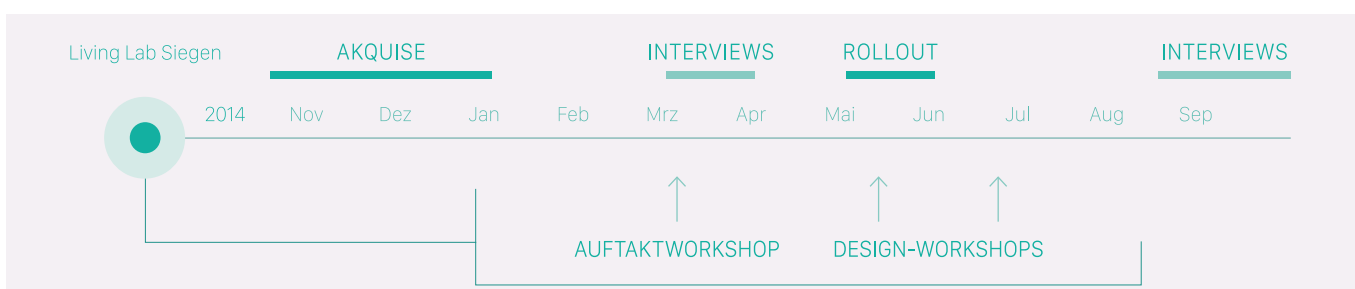 Living Lab Siegen AKQUISE INTERVIEWS ROLLOUT INTERVIEWS
2014 Nov Dez Jan Feb Mrz Apr Mai Jun Jul Aug Sep
AUFTAKTWORKSHOP DESIGN-WORKSHOPS